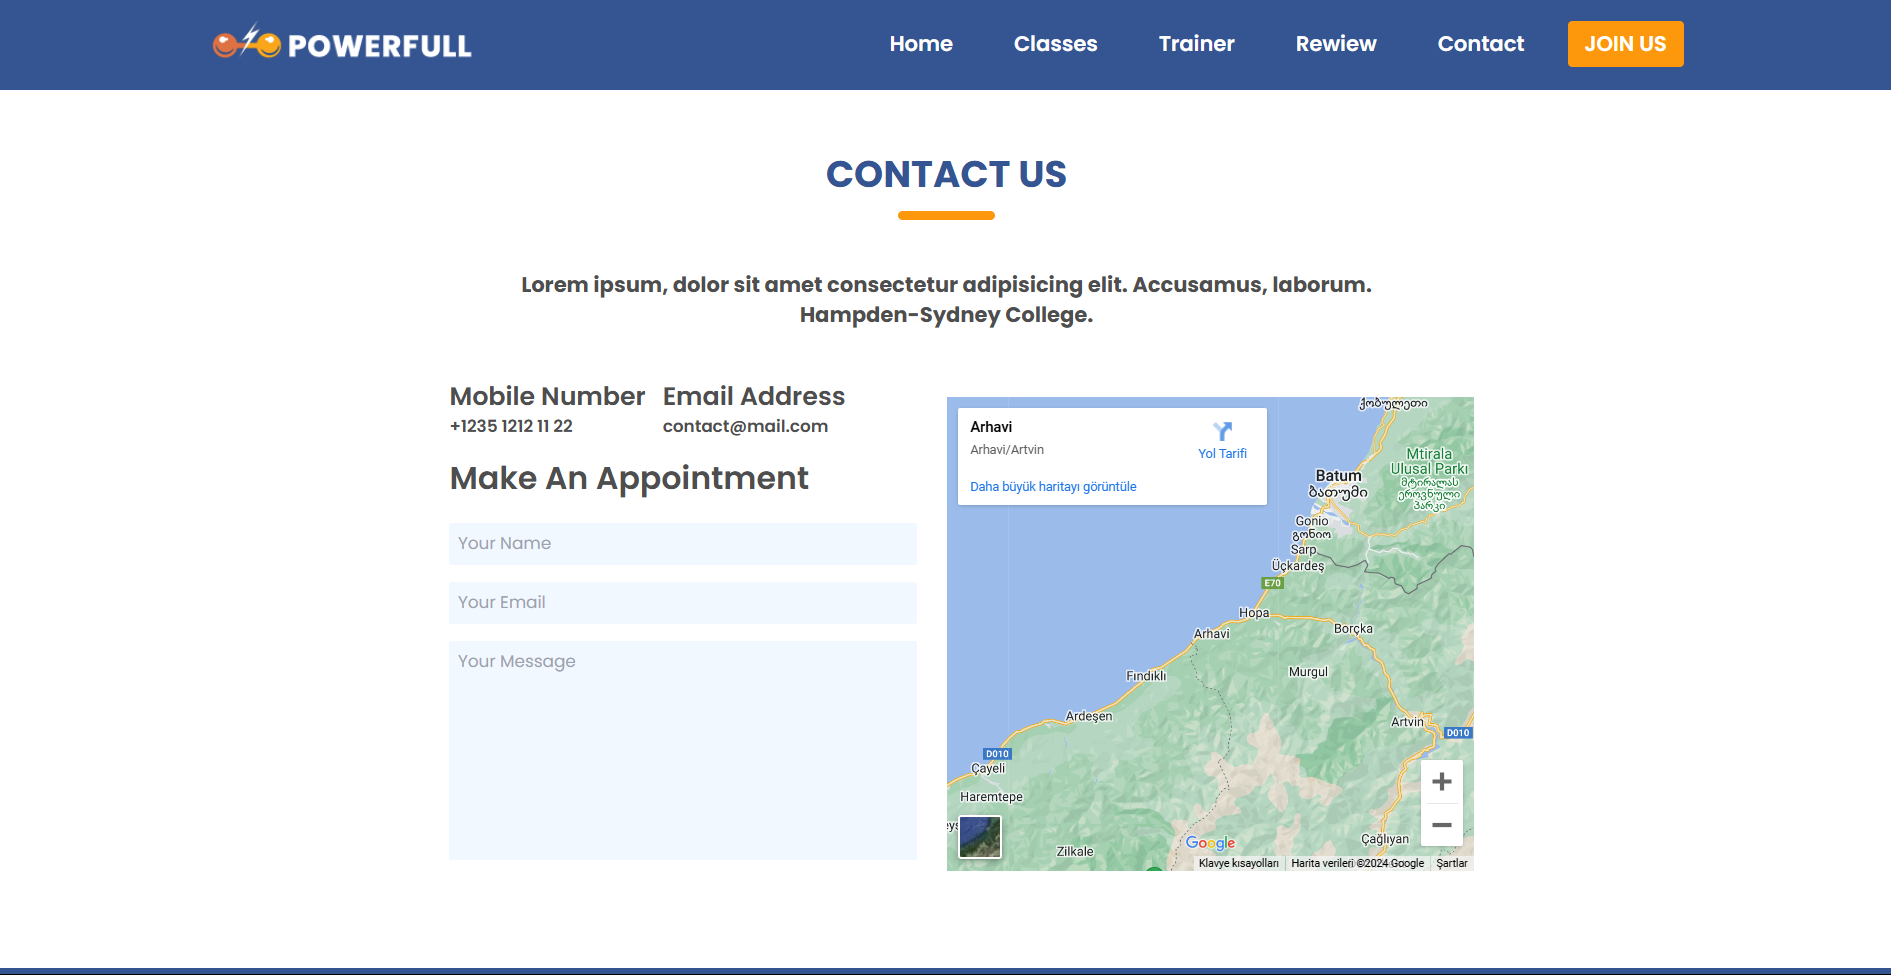 POWERFULL
Home Classes Trainer Rewiew Contact JOIN US
CONTACT US
Lorem ipsum, dolor sit amet consectetur adipisicing elit. Accusamus, laborum.
Hampden-Sydney College.
Mobile Number Email Address
+1235 1212 11 22 contact@mail.com
Make An Appointment
Your Name
Your Email
Your Message
Arhavi
Arhavi/Artvin
Yol Tarifi
Daha büyük haritayı görüntüle
ქობულეთი
Mtirala
Ulusal Parkı
მტირალას
ეროვნული
პარკი
Batum
ბათუმი
Gonio
გონიო
Sarp
Üçkardeş
E70
Hopa
Arhavi
Borçka
Fındıklı
Murgul
Ardeşen
Artvin
D010
D010
Çayeli
Haremtepe
Çağlıyan
Zilkale
Google
Klavye kısayolları Harita verileri ©2024 Google Şartlar